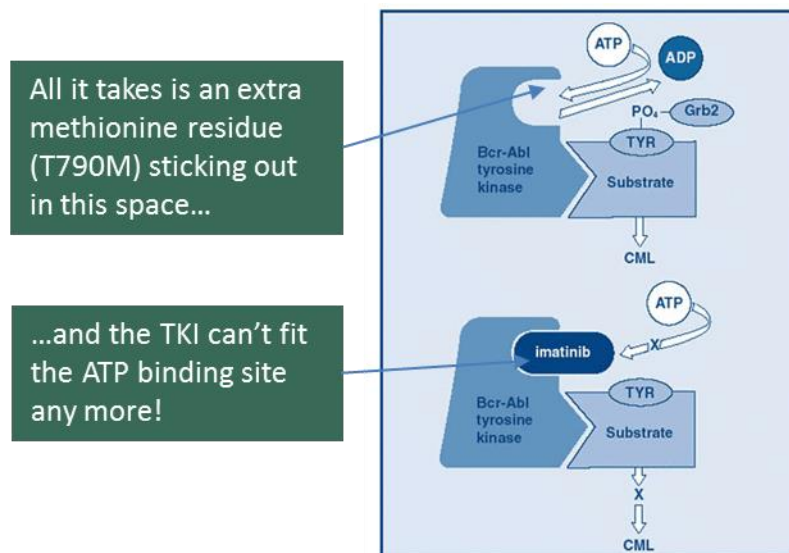 All it takes is an extra
methionine residue
(T790M) sticking out
in this space…
…and the TKI can’t fit
the ATP binding site
any more!
ATP
ADP
PO₄
Grb2
TYR
Bcr-Abl
tyrosine
kinase
Substrate
CML
ATP
X
imatinib
TYR
Bcr-Abl
tyrosine
kinase
Substrate
X
CML